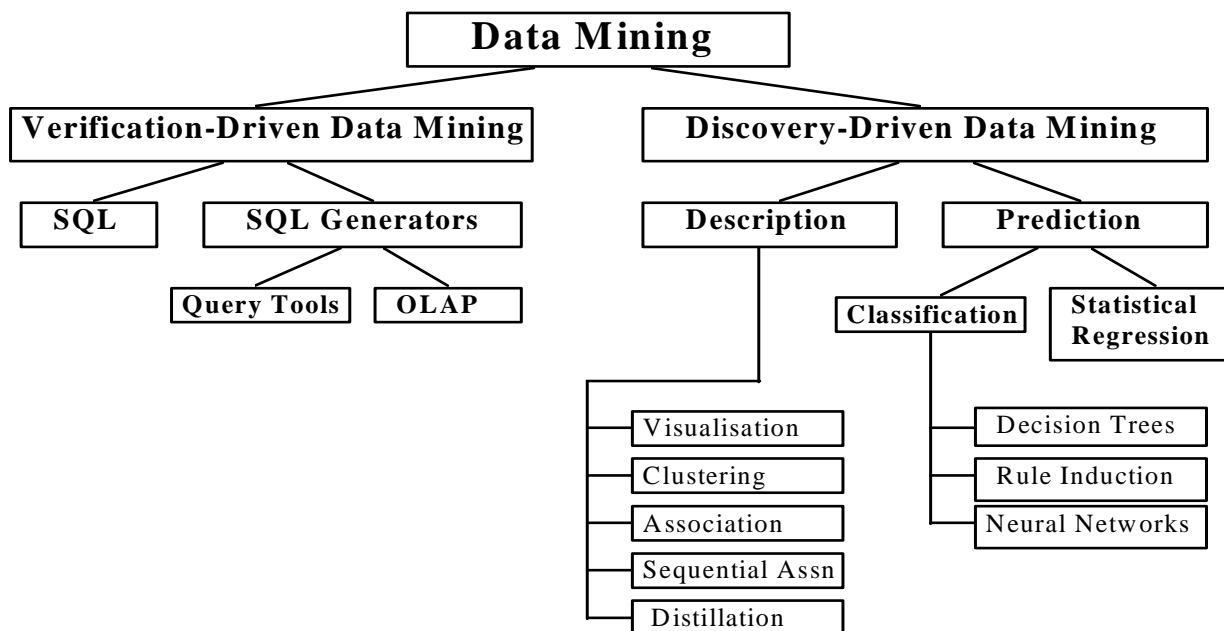 Data Mining
Verification-Driven Data Mining
Discovery-Driven Data Mining
SQL
SQL Generators
Description
Prediction
Query Tools
OLAP
Classification
Statistical
Regression
Visualisation
Clustering
Association
Sequential Assn
Distillation
Decision Trees
Rule Induction
Neural Networks